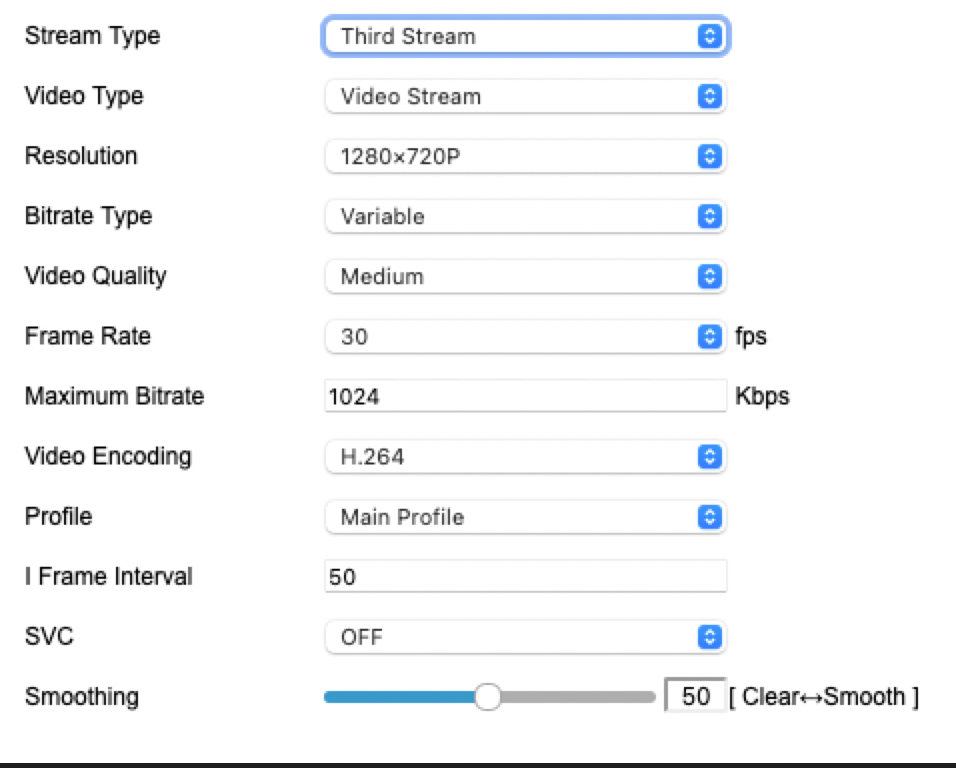 Stream Type Third Stream
Video Type Video Stream
Resolution 1280×720P
Bitrate Type Variable
Video Quality Medium
Frame Rate 30 fps
Maximum Bitrate 1024 Kbps
Video Encoding H.264
Profile Main Profile
I Frame Interval 50
SVC OFF
Smoothing 50 [ Clear↔Smooth ]